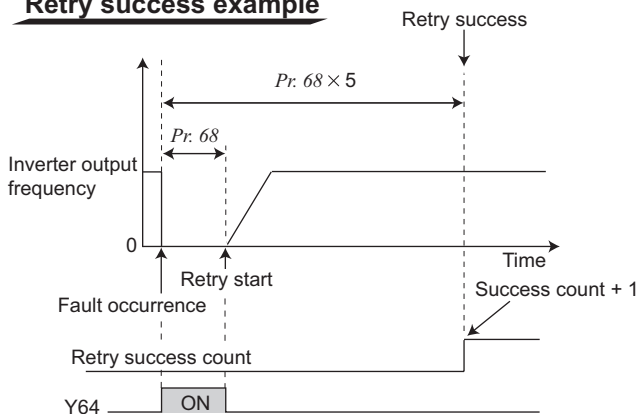 Retry success example
Retry success
Pr. 68 × 5
Pr. 68
Inverter output
frequency
0
Time
Retry start
Fault occurrence
Success count + 1
Retry success count
Y64
ON